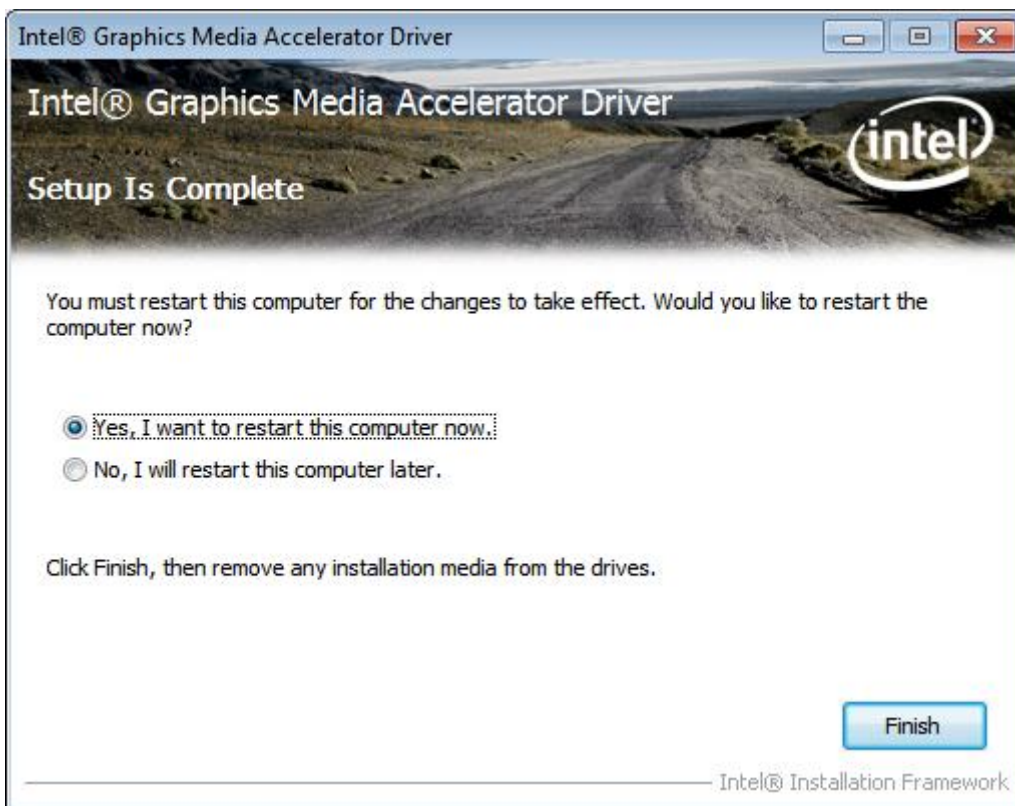 Intel® Graphics Media Accelerator Driver
Intel® Graphics Media Accelerator Driver
intel
Setup Is Complete
You must restart this computer for the changes to take effect. Would you like to restart the
computer now?
Yes, I want to restart this computer now.
No, I will restart this computer later.
Click Finish, then remove any installation media from the drives.
Finish
Intel® Installation Framework